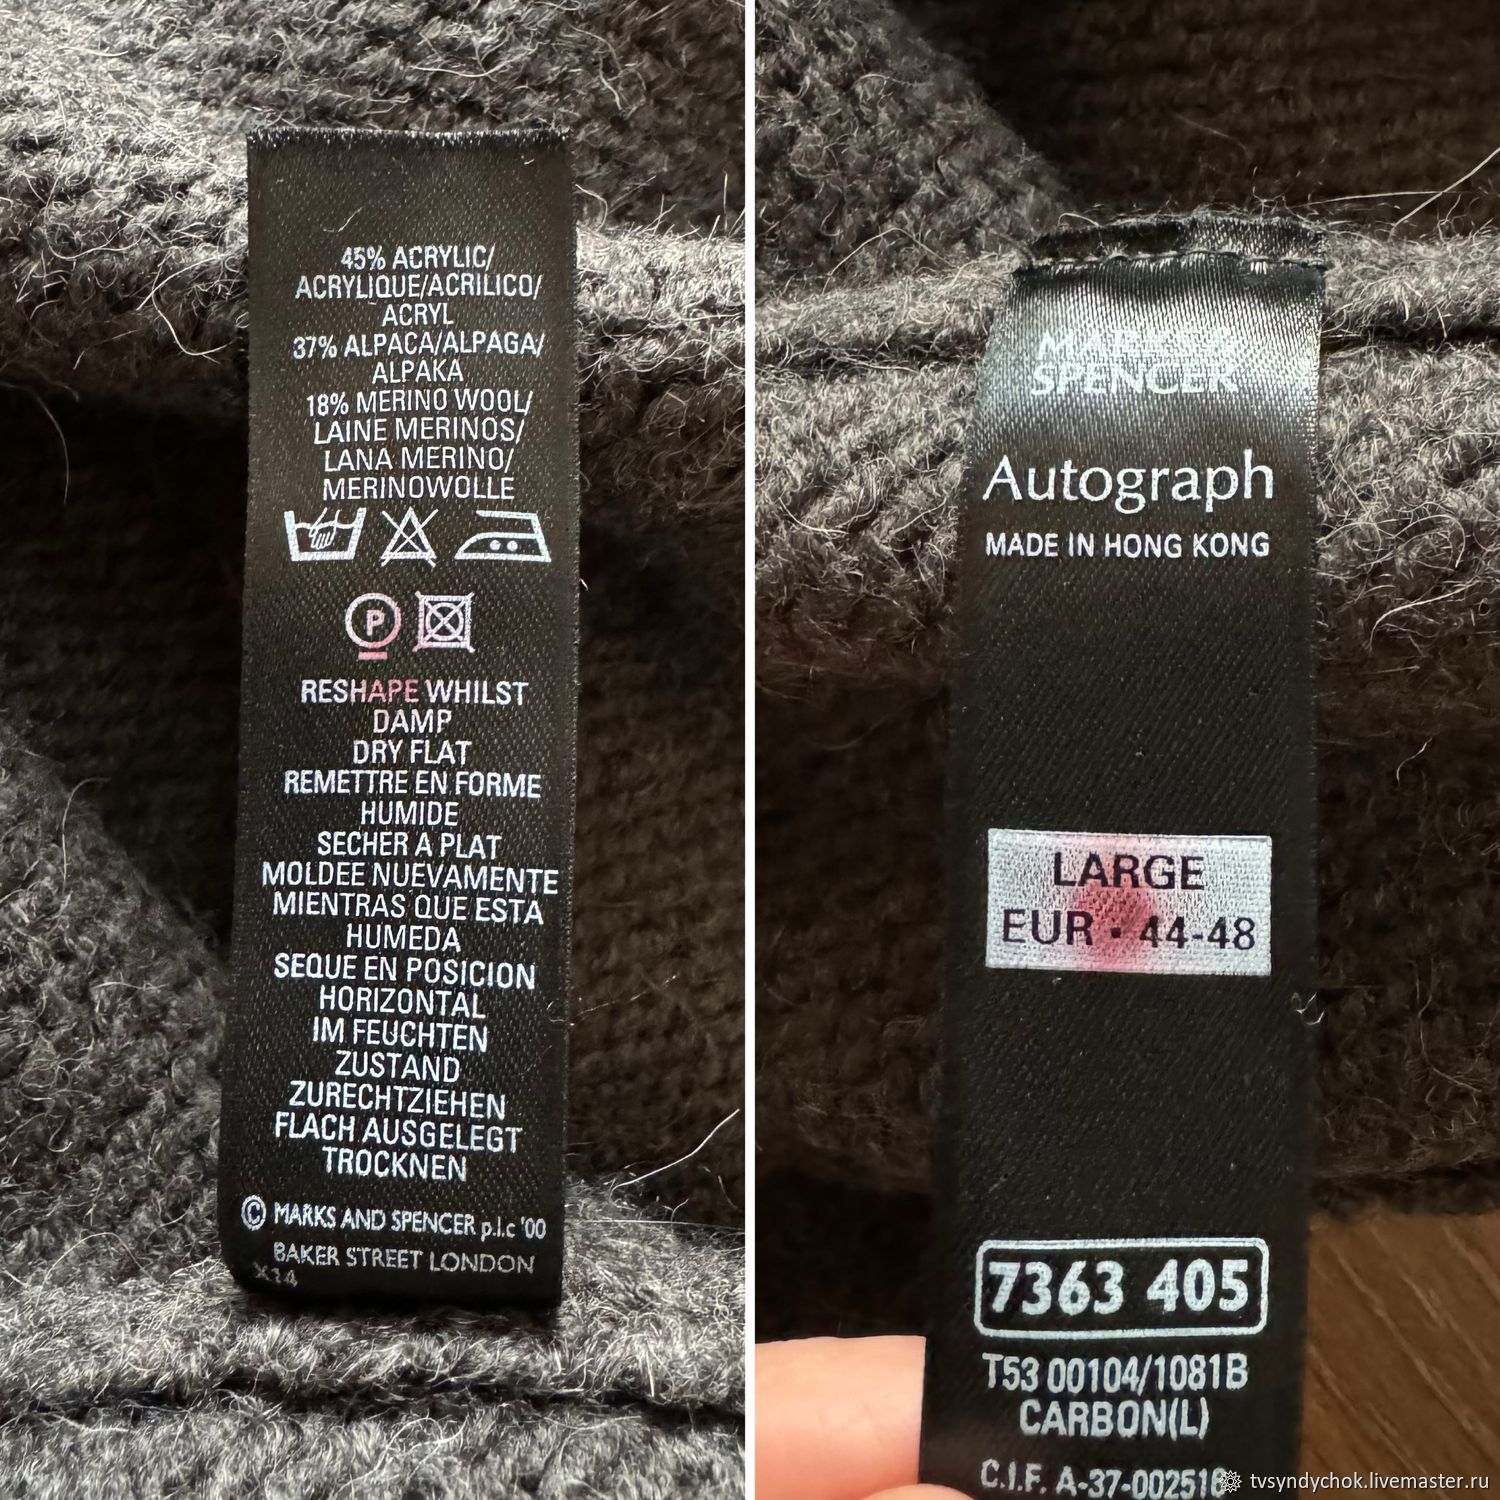 45% ACRYLIC/
ACRYLIQUE/ACRILICO/
ACRYL
37% ALPACA/ALPAGA/
ALPAKA
18% MERINO WOOL/
LAINE MERINOS/
LANA MERINO/
MERINOWOLLE
P
RESHAPE WHILST
DAMP
DRY FLAT
REMETTRE EN FORME
HUMIDE
SECHER A PLAT
MOLDEE NUEVAMENTE
MIENTRAS QUE ESTA
HUMEDA
SEQUE EN POSICION
HORIZONTAL
IM FEUCHTEN
ZUSTAND
ZURECHTZIEHEN
FLACH AUSGELEGT
TROCKNEN
© MARKS AND SPENCER p.l.c '00
BAKER STREET LONDON
X14
MARKS &
SPENCER
Autograph
MADE IN HONG KONG
LARGE
EUR · 44-48
7363 405
T53 00104/1081B
CARBON(L)
C.I.F. A-37-002518
tvsyndychok.livemaster.ru